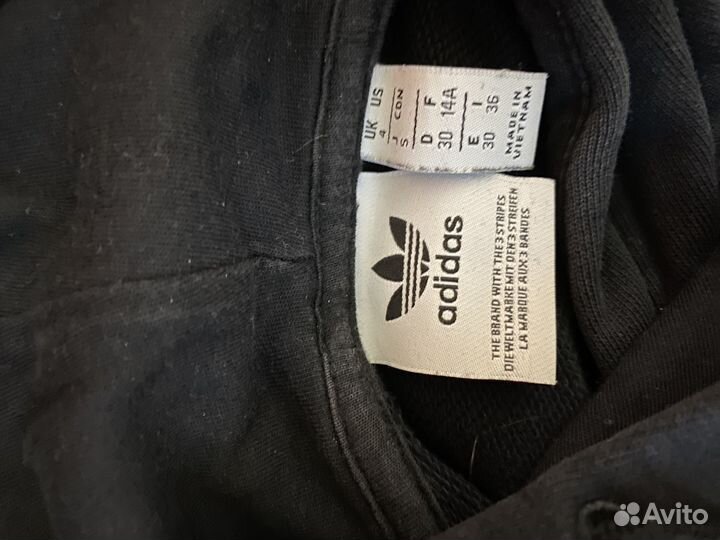 UK US
4
J CDN
S
D F
30 14A
E I
30 36
MADE IN
VIETNAM
adidas
THE BRAND WITH THE 3 STRIPES
DIE WELTMARKE MIT DEN 3 STREIFEN
LA MARQUE AUX 3 BANDES
Avito